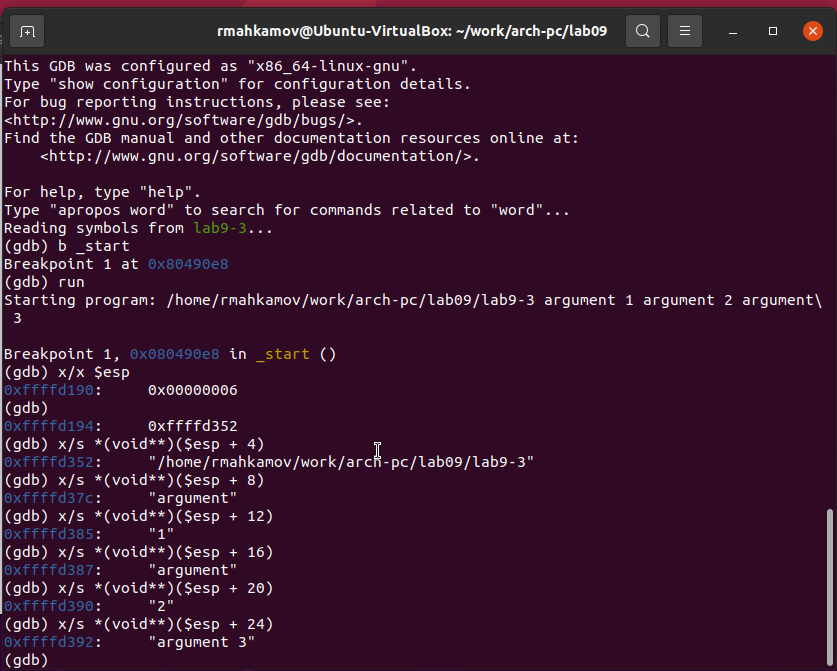 rmahkamov@Ubuntu-VirtualBox: ~/work/arch-pc/lab09
This GDB was configured as "x86_64-linux-gnu".
Type "show configuration" for configuration details.
For bug reporting instructions, please see:
<http://www.gnu.org/software/gdb/bugs/>.
Find the GDB manual and other documentation resources online at:
    <http://www.gnu.org/software/gdb/documentation/>.

For help, type "help".
Type "apropos word" to search for commands related to "word"...
Reading symbols from lab9-3...
(gdb) b _start
Breakpoint 1 at 0x80490e8
(gdb) run
Starting program: /home/rmahkamov/work/arch-pc/lab09/lab9-3 argument 1 argument 2 argument\
 3

Breakpoint 1, 0x080490e8 in _start ()
(gdb) x/x $esp
0xffffd190:     0x00000006
(gdb)
0xffffd194:     0xffffd352
(gdb) x/s *(void**)($esp + 4)
0xffffd352:     "/home/rmahkamov/work/arch-pc/lab09/lab9-3"
(gdb) x/s *(void**)($esp + 8)
0xffffd37c:     "argument"
(gdb) x/s *(void**)($esp + 12)
0xffffd385:     "1"
(gdb) x/s *(void**)($esp + 16)
0xffffd387:     "argument"
(gdb) x/s *(void**)($esp + 20)
0xffffd390:     "2"
(gdb) x/s *(void**)($esp + 24)
0xffffd392:     "argument 3"
(gdb)